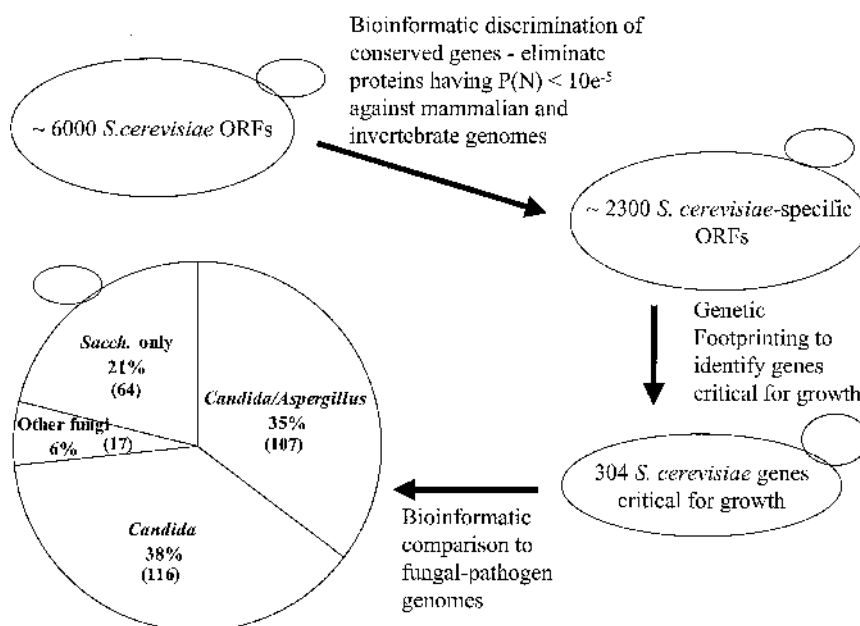 Bioinformatic discrimination of
conserved genes - eliminate
proteins having P(N) < 10e-5
against mammalian and
invertebrate genomes
~ 6000 S.cerevisiae ORFs
~ 2300 S. cerevisiae-specific
ORFs
Genetic
Footprinting to
identify genes
critical for growth
304 S. cerevisiae genes
critical for growth
Bioinformatic
comparison to
fungal-pathogen
genomes
Sacch. only
21%
(64)
Candida/Aspergillus
35%
(107)
Other fungi
6% (17)
Candida
38%
(116)